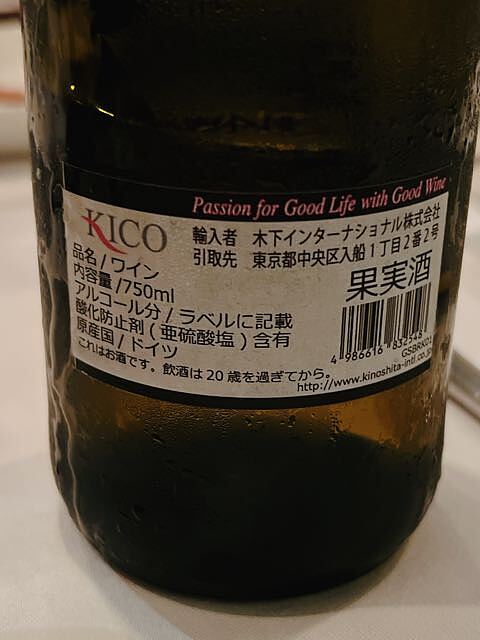 Passion for Good Life with Good Wine
KICO
輸入者 木下インターナショナル株式会社
引取先 東京都中央区入船1丁目2番2号
品名/ワイン
内容量/750ml
アルコール分/ラベルに記載
酸化防止剤(亜硫酸塩)含有
原産国/ドイツ
果実酒
4 986616 832548
GSBRK01
これはお酒です。飲酒は20歳を過ぎてから。
http://www.kinoshita-intl.co.jp